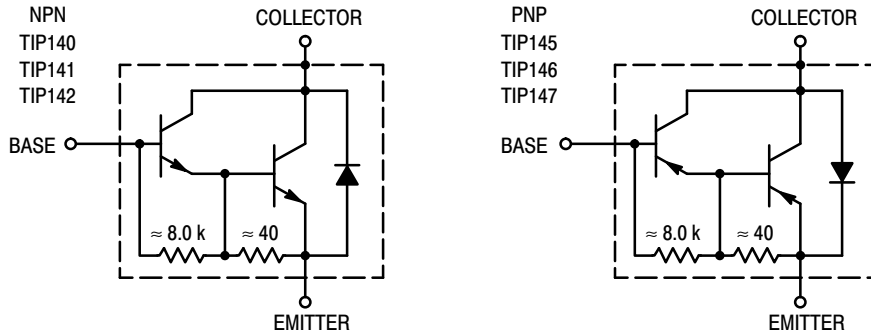 NPN
TIP140
TIP141
TIP142
COLLECTOR
BASE
≈ 8.0 k
≈ 40
EMITTER
PNP
TIP145
TIP146
TIP147
COLLECTOR
BASE
≈ 8.0 k
≈ 40
EMITTER